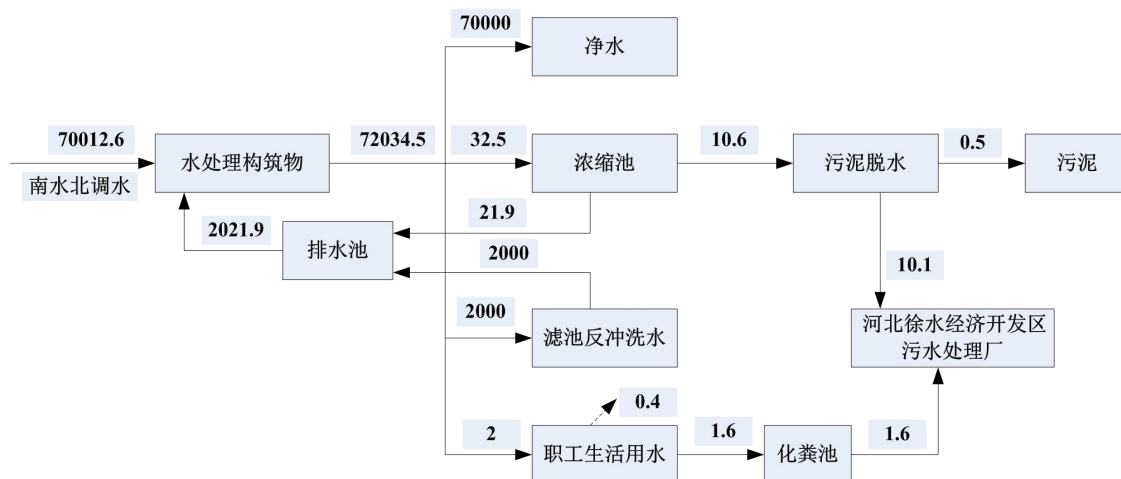 70000
净水
70012.6
水处理构筑物
72034.5
32.5
浓缩池
10.6
污泥脱水
0.5
污泥
南水北调水
21.9
2021.9
排水池
2000
10.1
2000
滤池反冲洗水
河北徐水经济开发区
污水处理厂
0.4
2
职工生活用水
1.6
化粪池
1.6